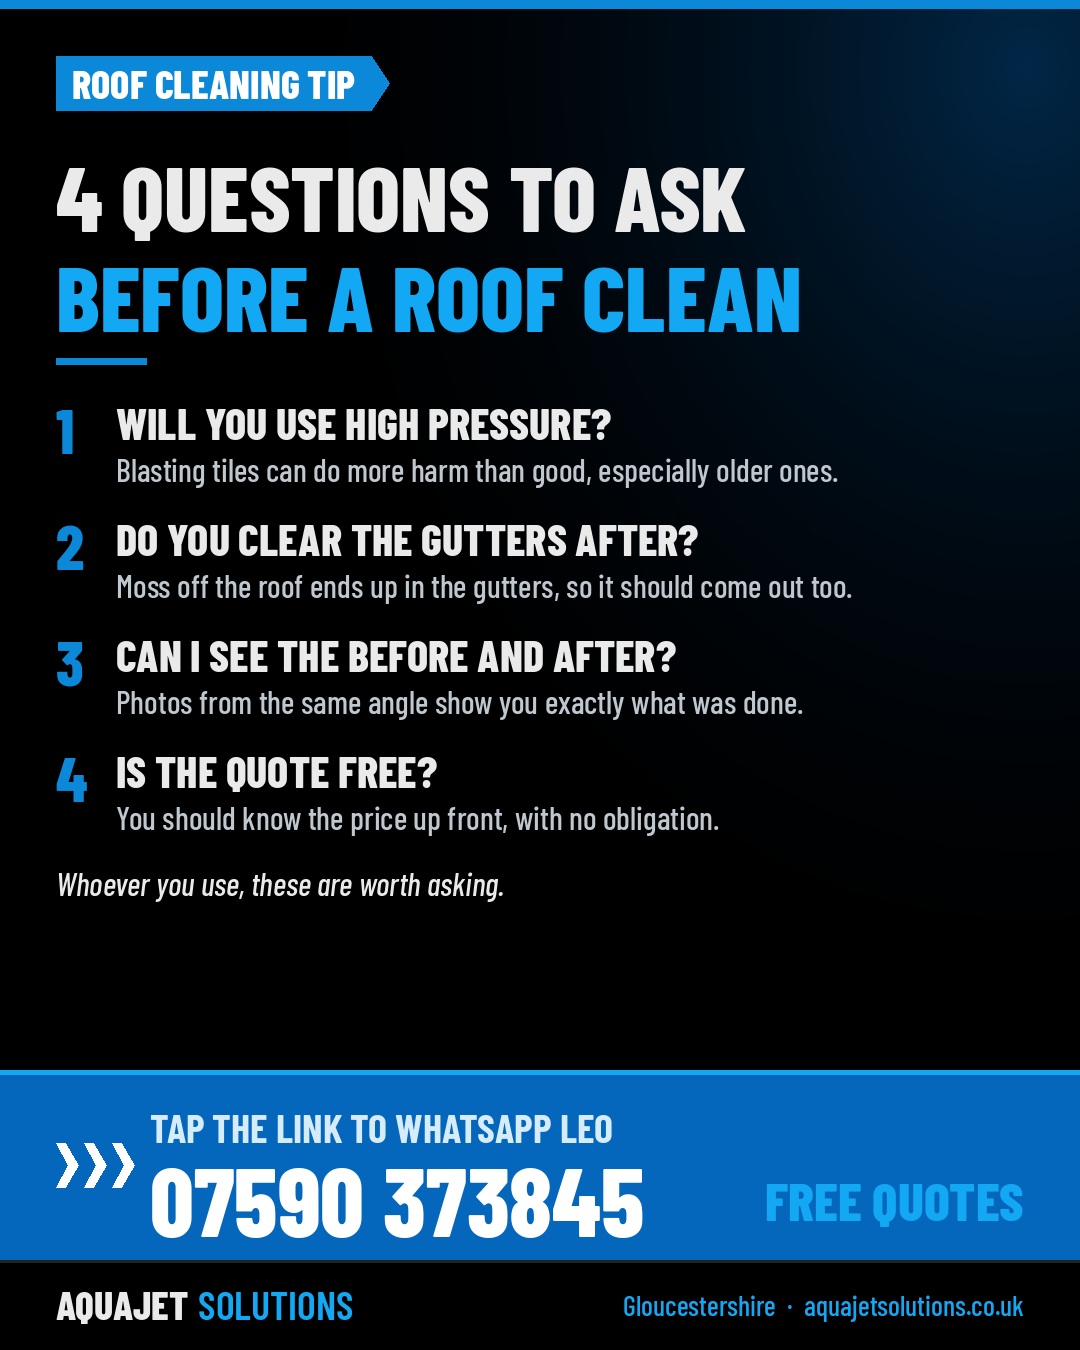 ROOF CLEANING TIP
4 QUESTIONS TO ASK
BEFORE A ROOF CLEAN
1 WILL YOU USE HIGH PRESSURE?
Blasting tiles can do more harm than good, especially older ones.
2 DO YOU CLEAR THE GUTTERS AFTER?
Moss off the roof ends up in the gutters, so it should come out too.
3 CAN I SEE THE BEFORE AND AFTER?
Photos from the same angle show you exactly what was done.
4 IS THE QUOTE FREE?
You should know the price up front, with no obligation.
Whoever you use, these are worth asking.
TAP THE LINK TO WHATSAPP LEO
07590 373845
FREE QUOTES
AQUAJET SOLUTIONS
Gloucestershire · aquajetsolutions.co.uk